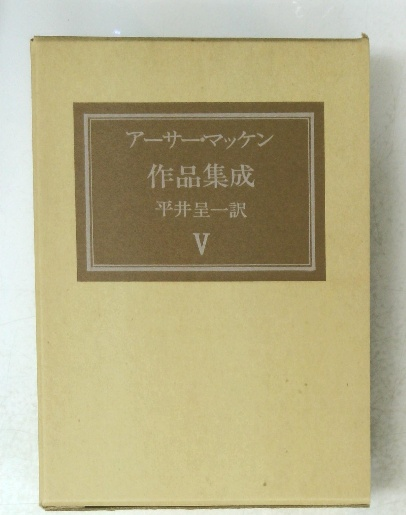 アーサー・マッケン
作品集成
平井呈一訳
V